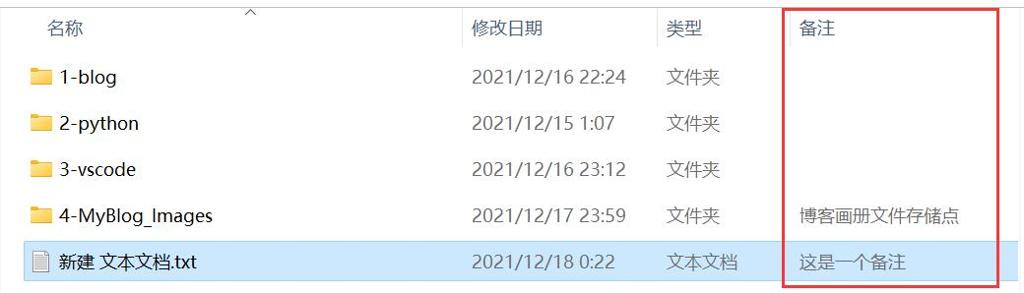 名称 修改日期 类型 备注
1-blog 2021/12/16 22:24 文件夹
2-python 2021/12/15 1:07 文件夹
3-vscode 2021/12/16 23:12 文件夹
4-MyBlog_Images 2021/12/17 23:59 文件夹 博客画册文件存储点
新建 文本文档.txt 2021/12/18 0:22 文本文档 这是一个备注